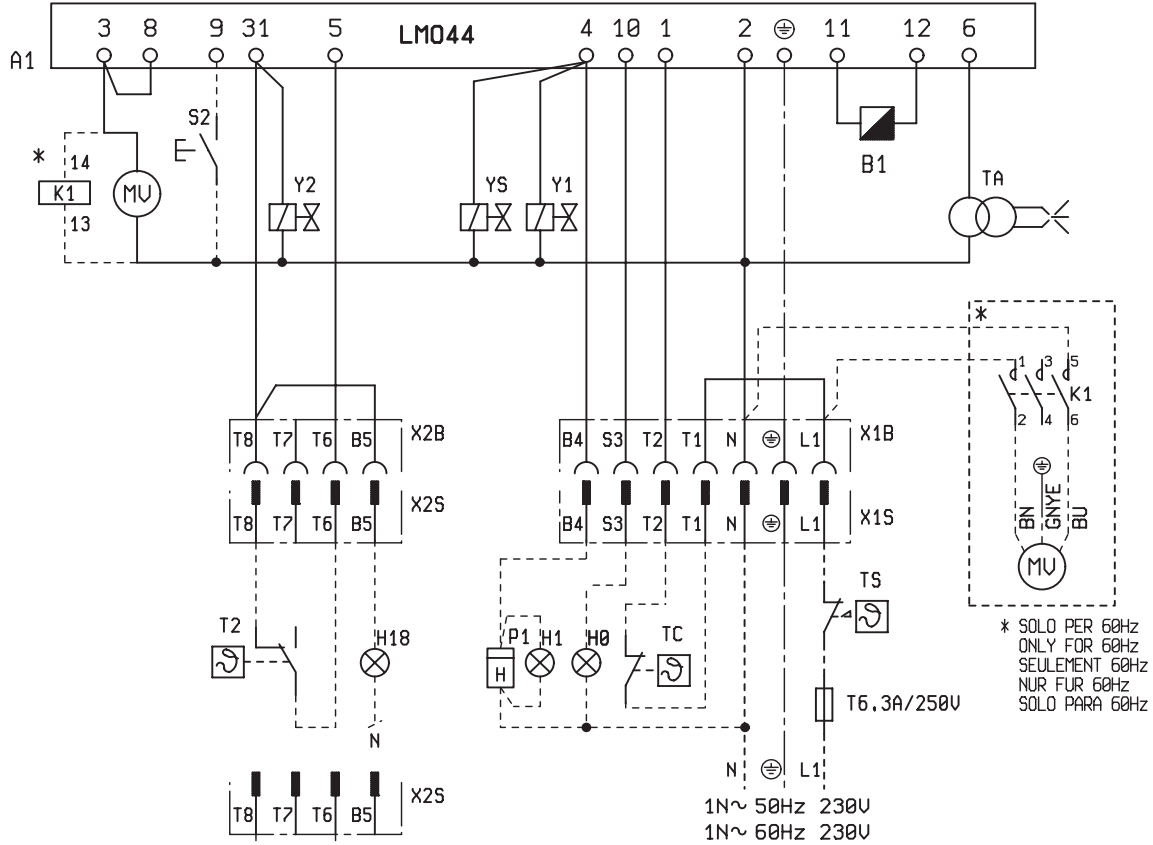 3 8 9 31 5 LMO44 4 10 1 2 11 12 6
A1
S2
* 14
K1 MV
13
Y2 YS Y1
B1
TA
*
1 3 5
K1
2 4 6
BN GNYE BU
MV
T8 T7 T6 B5 X2B
X2S
T8 T7 T6 B5
B4 S3 T2 T1 N L1 X1B
B4 S3 T2 T1 N L1 X1S
TS
T2 H18
P1 H1 H0 TC
H
N
T6.3A/250V
* SOLO PER 60Hz
ONLY FOR 60Hz
SEULEMENT 60Hz
NUR FUR 60Hz
SOLO PARA 60Hz
N L1
T8 T7 T6 B5 X2S
1N~ 50Hz 230V
1N~ 60Hz 230V